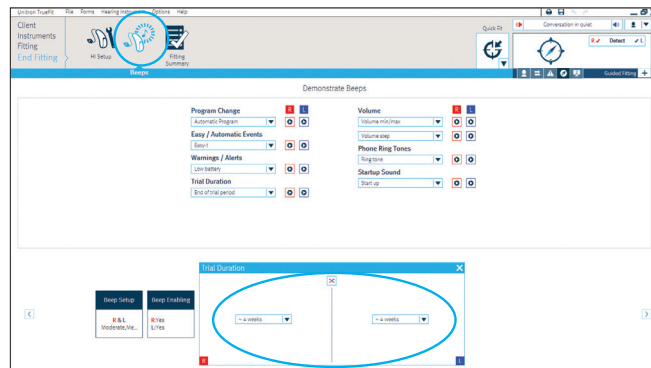 Unitron TrueFit File Forms Hearing Instrument Options Help
Client
Instruments
Fitting
End Fitting
HI Setup
Fitting
Summary
Beeps
Quick Fit
Conversation in quiet
R Detect L
Guided Fitting +
Demonstrate Beeps
Program Change R L
Automatic Program
Easy / Automatic Events
Easy-t
Warnings / Alerts
Low battery
Trial Duration
End of trial period
Volume R L
Volume min/max
Volume step
Phone Ring Tones
Ring tone
Startup Sound
Start up
Trial Duration X
Beep Setup
R & L
Moderate,Me...
Beep Enabling
R:Yes
L:Yes
~ 4 weeks
~ 4 weeks
R L